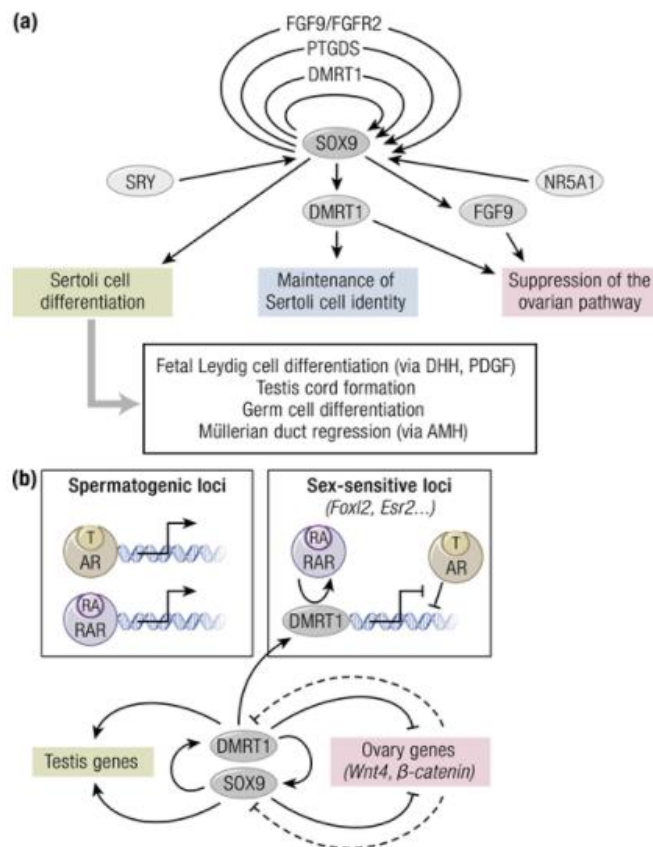 (a)
FGF9/FGFR2
PTGDS
DMRT1
SOX9
SRY
NR5A1
DMRT1
FGF9
Sertoli cell
differentiation
Maintenance of
Sertoli cell identity
Suppression of the
ovarian pathway
Fetal Leydig cell differentiation (via DHH, PDGF)
Testis cord formation
Germ cell differentiation
Müllerian duct regression (via AMH)
(b)
Spermatogenic loci
T
AR
RA
RAR
Sex-sensitive loci
(Foxl2, Esr2...)
RA
RAR
T
AR
DMRT1
Testis genes
DMRT1
SOX9
Ovary genes
(Wnt4, β-catenin)